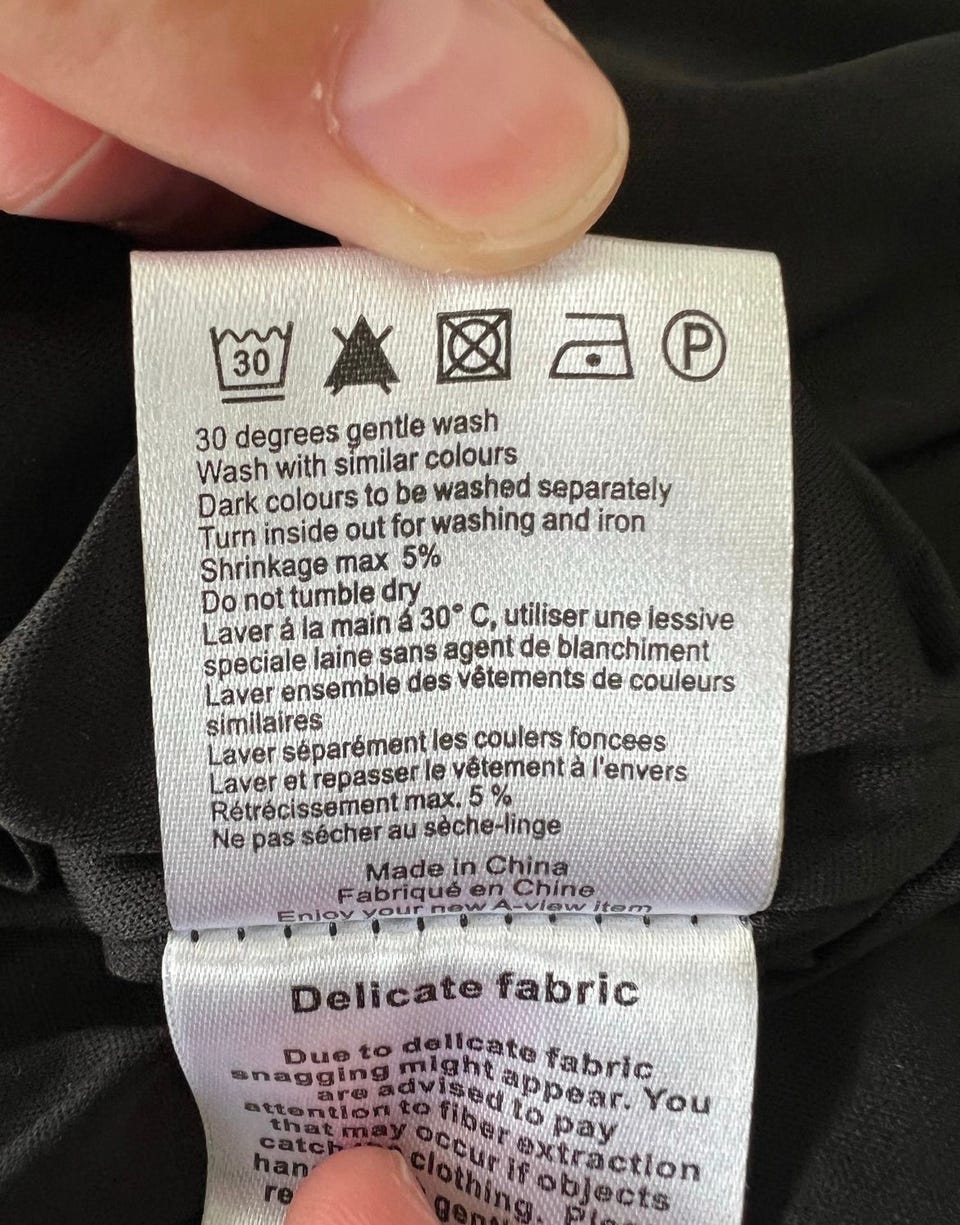 30
P
30 degrees gentle wash
Wash with similar colours
Dark colours to be washed separately
Turn inside out for washing and iron
Shrinkage max 5%
Do not tumble dry
Laver á la main á 30° C, utiliser une lessive
speciale laine sans agent de blanchiment
Laver ensemble des vêtements de couleurs
similaires
Laver séparément les coulers foncees
Laver et repasser le vêtement à l'envers
Rétrécissement max. 5 %
Ne pas sécher au sèche-linge
Made in China
Fabriqué en Chine
Enjoy your new A-view item
Delicate fabric
Due to delicate fabric
snagging might appear. You
are advised to pay
attention to fiber extraction
that may occur if objects
catch clothing.